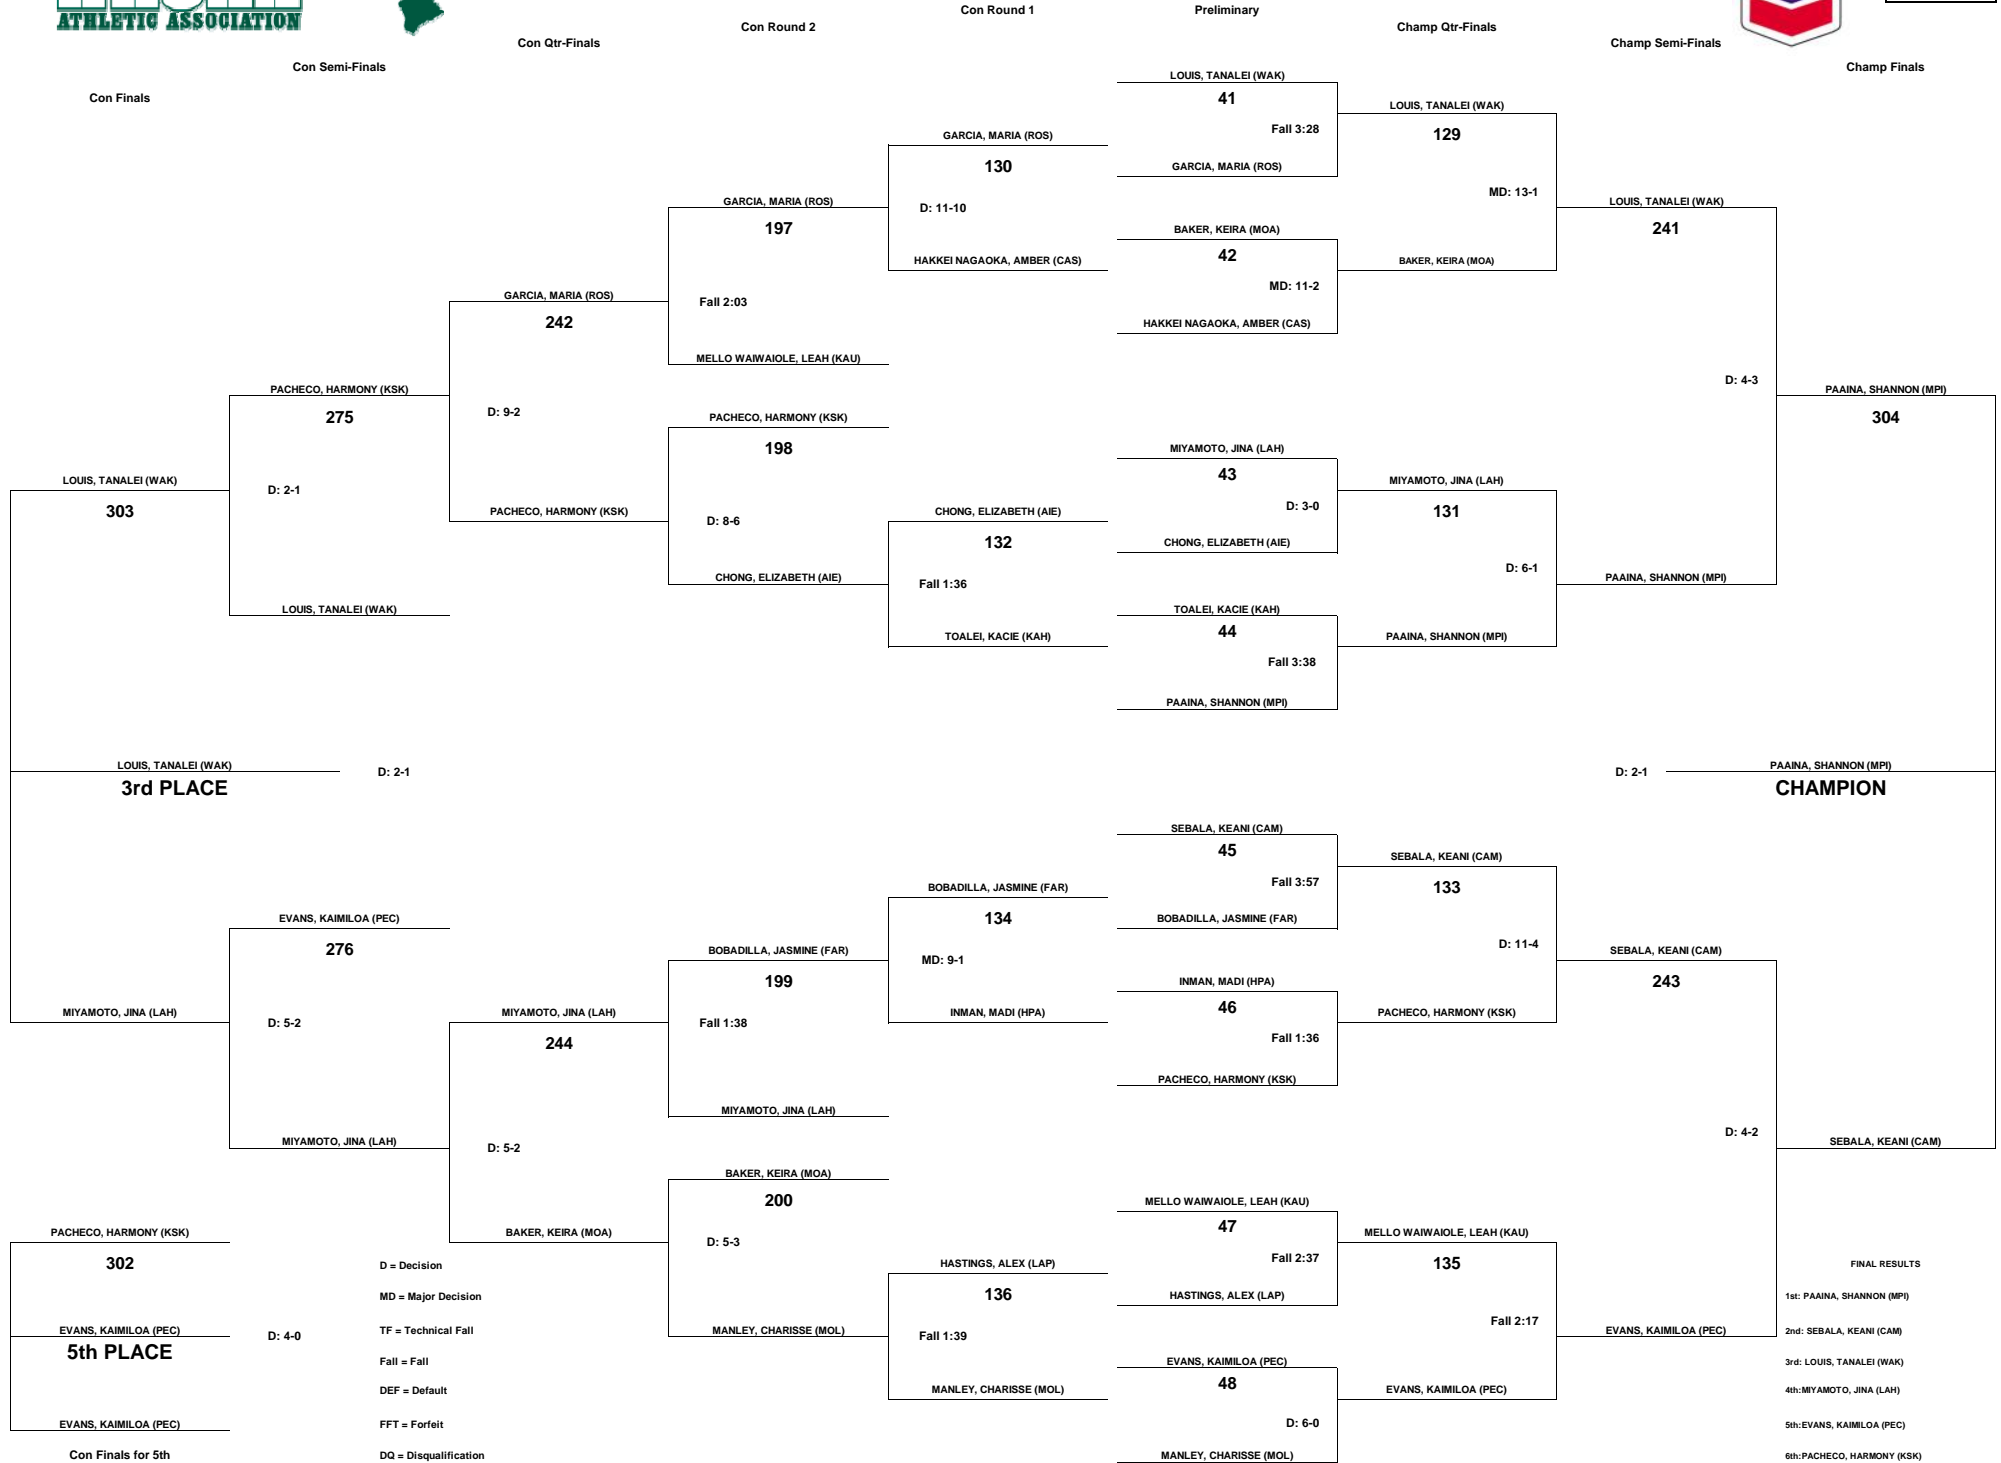 ATHLETIC ASSOCIATION
Con Finals
Con Semi-Finals
Con Qtr-Finals
Con Round 2
Con Round 1
Preliminary
Champ Qtr-Finals
Champ Semi-Finals
Champ Finals
LOUIS, TANALEI (WAK)
303
MIYAMOTO, JINA (LAH)
LOUIS, TANALEI (WAK)
3rd PLACE
D: 2-1
PACHECO, HARMONY (KSK)
302
EVANS, KAIMILOA (PEC)
5th PLACE
D: 4-0
EVANS, KAIMILOA (PEC)
Con Finals for 5th
PACHECO, HARMONY (KSK)
275
D: 2-1
LOUIS, TANALEI (WAK)
EVANS, KAIMILOA (PEC)
276
D: 5-2
MIYAMOTO, JINA (LAH)
GARCIA, MARIA (ROS)
242
D: 9-2
PACHECO, HARMONY (KSK)
MIYAMOTO, JINA (LAH)
244
D: 5-2
BAKER, KEIRA (MOA)
D = Decision
MD = Major Decision
TF = Technical Fall
Fall = Fall
DEF = Default
FFT = Forfeit
DQ = Disqualification
GARCIA, MARIA (ROS)
197
Fall 2:03
MELLO WAIWAIOLE, LEAH (KAU)
PACHECO, HARMONY (KSK)
198
D: 8-6
CHONG, ELIZABETH (AIE)
BOBADILLA, JASMINE (FAR)
199
Fall 1:38
MIYAMOTO, JINA (LAH)
BAKER, KEIRA (MOA)
200
D: 5-3
MANLEY, CHARISSE (MOL)
GARCIA, MARIA (ROS)
130
D: 11-10
HAKKEI NAGAOKA, AMBER (CAS)
CHONG, ELIZABETH (AIE)
132
Fall 1:36
TOALEI, KACIE (KAH)
BOBADILLA, JASMINE (FAR)
134
MD: 9-1
INMAN, MADI (HPA)
HASTINGS, ALEX (LAP)
136
Fall 1:39
MANLEY, CHARISSE (MOL)
LOUIS, TANALEI (WAK)
41
Fall 3:28
GARCIA, MARIA (ROS)
BAKER, KEIRA (MOA)
42
MD: 11-2
HAKKEI NAGAOKA, AMBER (CAS)
MIYAMOTO, JINA (LAH)
43
D: 3-0
CHONG, ELIZABETH (AIE)
TOALEI, KACIE (KAH)
44
Fall 3:38
PAAINA, SHANNON (MPI)
SEBALA, KEANI (CAM)
45
Fall 3:57
BOBADILLA, JASMINE (FAR)
INMAN, MADI (HPA)
46
Fall 1:36
PACHECO, HARMONY (KSK)
MELLO WAIWAIOLE, LEAH (KAU)
47
Fall 2:37
HASTINGS, ALEX (LAP)
EVANS, KAIMILOA (PEC)
48
D: 6-0
MANLEY, CHARISSE (MOL)
LOUIS, TANALEI (WAK)
129
MD: 13-1
BAKER, KEIRA (MOA)
MIYAMOTO, JINA (LAH)
131
D: 6-1
PAAINA, SHANNON (MPI)
SEBALA, KEANI (CAM)
133
D: 11-4
PACHECO, HARMONY (KSK)
MELLO WAIWAIOLE, LEAH (KAU)
135
Fall 2:17
EVANS, KAIMILOA (PEC)
LOUIS, TANALEI (WAK)
241
D: 4-3
PAAINA, SHANNON (MPI)
SEBALA, KEANI (CAM)
243
D: 4-2
EVANS, KAIMILOA (PEC)
PAAINA, SHANNON (MPI)
304
D: 2-1
PAAINA, SHANNON (MPI)
CHAMPION
SEBALA, KEANI (CAM)
FINAL RESULTS
1st: PAAINA, SHANNON (MPI)
2nd: SEBALA, KEANI (CAM)
3rd: LOUIS, TANALEI (WAK)
4th:MIYAMOTO, JINA (LAH)
5th:EVANS, KAIMILOA (PEC)
6th:PACHECO, HARMONY (KSK)